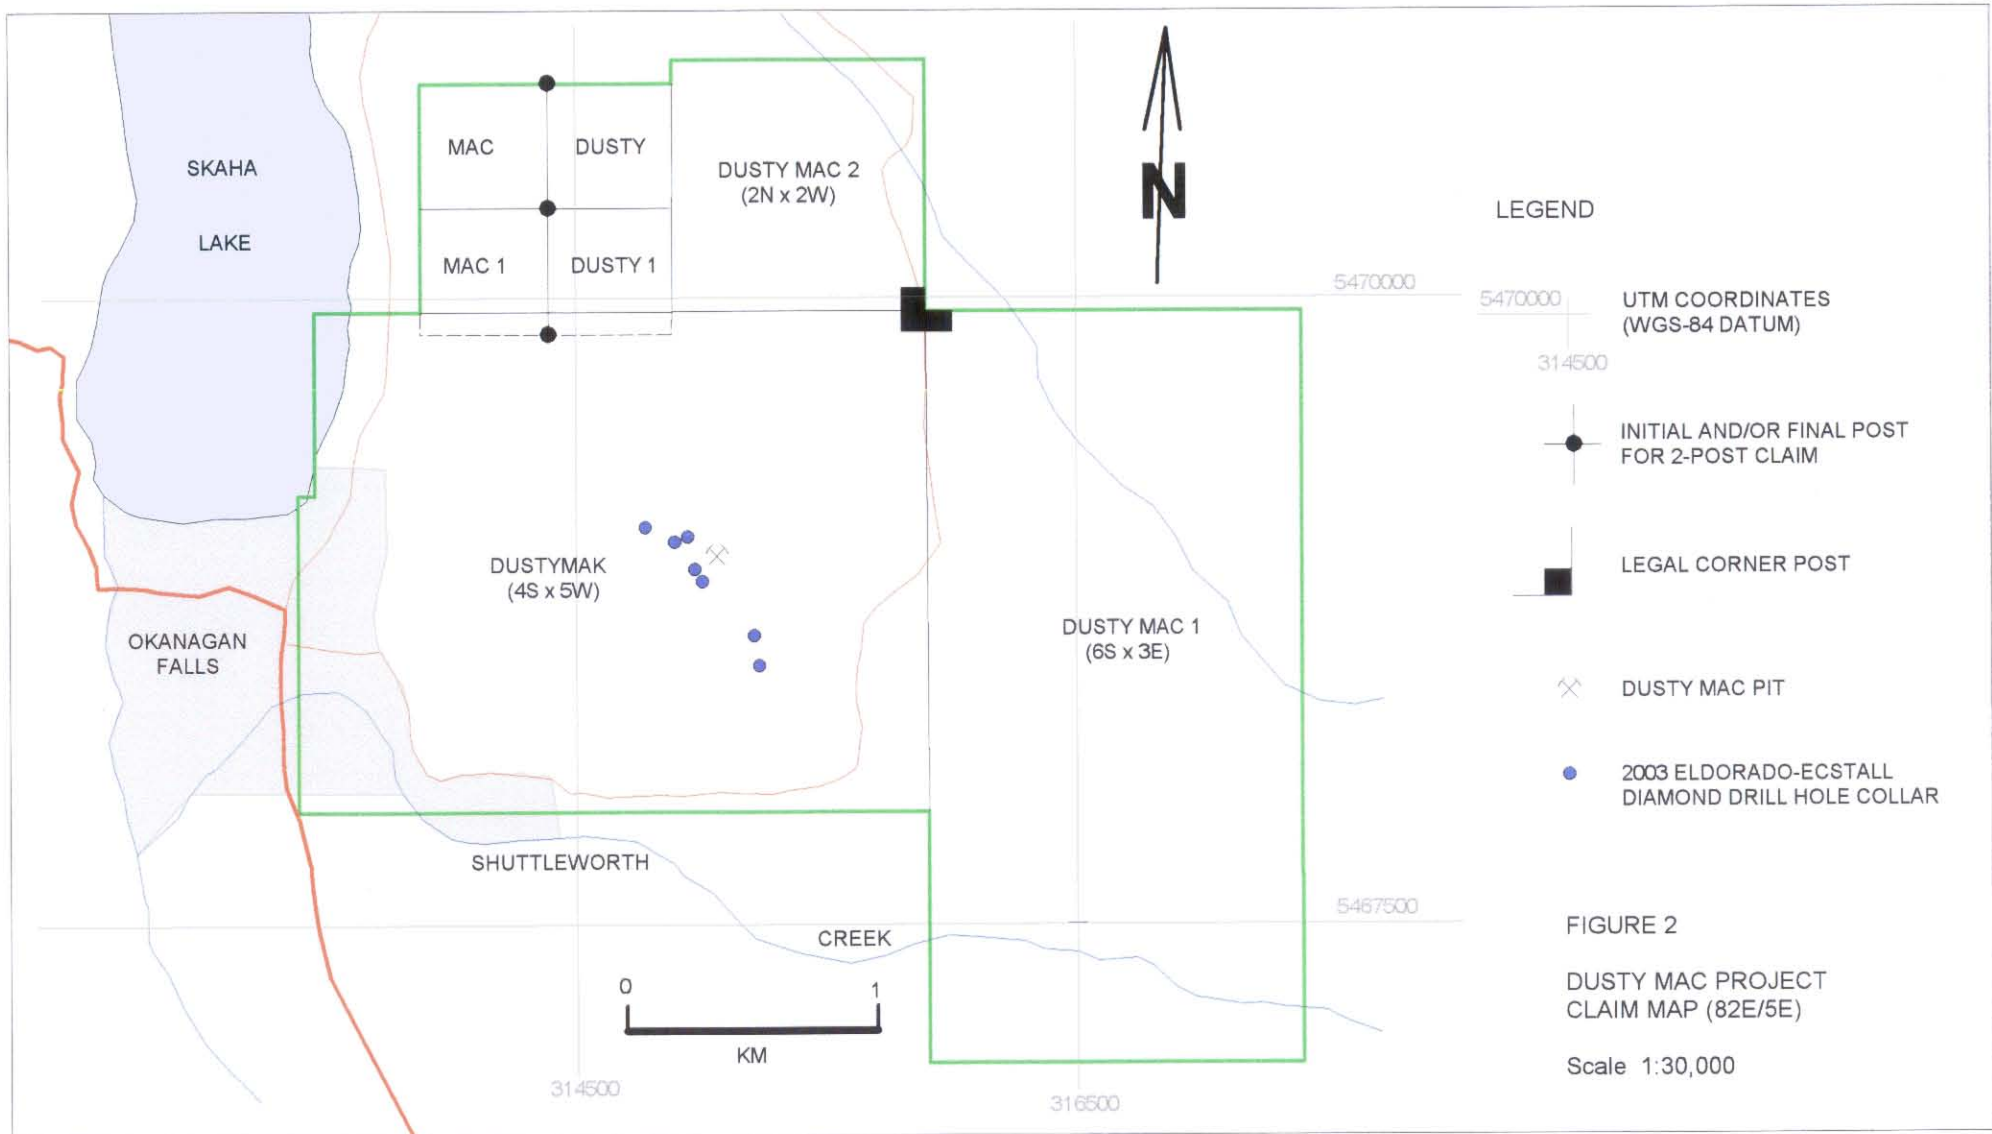 SKAHA
LAKE
MAC
DUSTY
MAC 1
DUSTY 1
DUSTY MAC 2
(2N x 2W)
N
5470000
DUSTYMAK
(4S x 5W)
OKANAGAN
FALLS
DUSTY MAC 1
(6S x 3E)
SHUTTLEWORTH
CREEK
5467500
0
1
KM
314500
316500
LEGEND
5470000
314500
UTM COORDINATES
(WGS-84 DATUM)
INITIAL AND/OR FINAL POST
FOR 2-POST CLAIM
LEGAL CORNER POST
DUSTY MAC PIT
2003 ELDORADO-ECSTALL
DIAMOND DRILL HOLE COLLAR
FIGURE 2
DUSTY MAC PROJECT
CLAIM MAP (82E/5E)
Scale 1:30,000